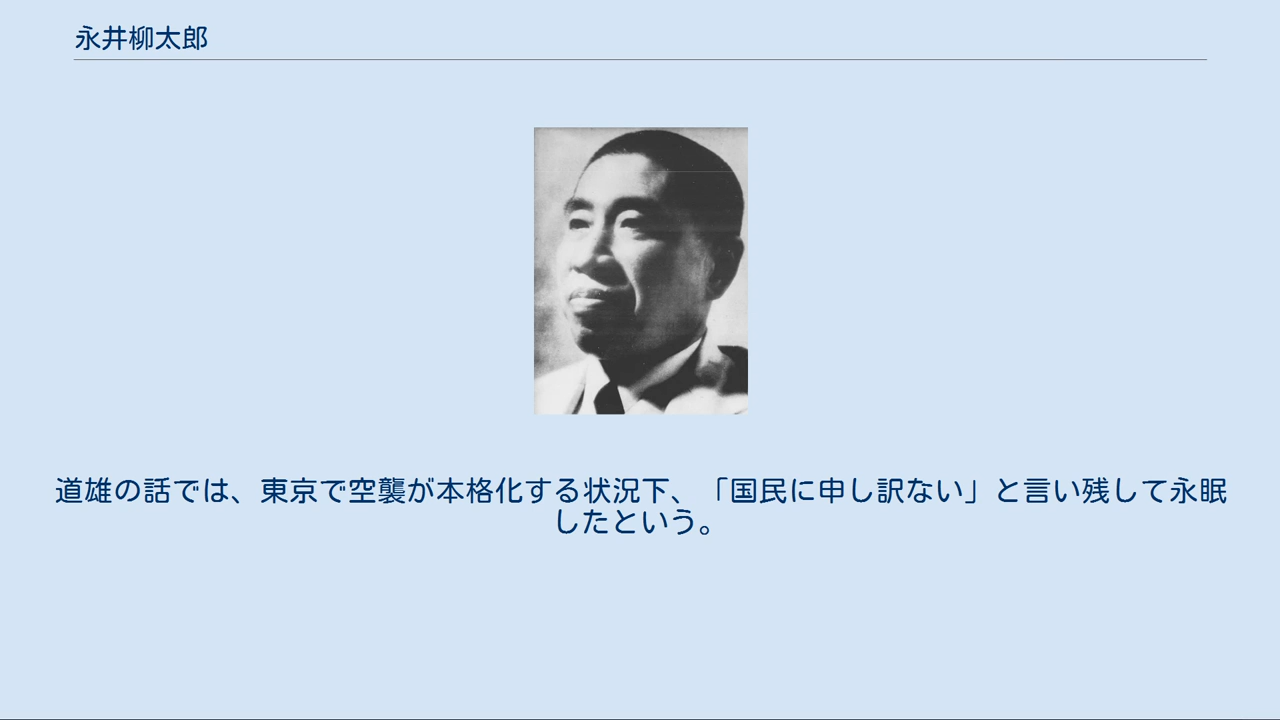 永井柳太郎
道雄の話では、東京で空襲が本格化する状況下、「国民に申し訳ない」と言い残して永眠
したという。